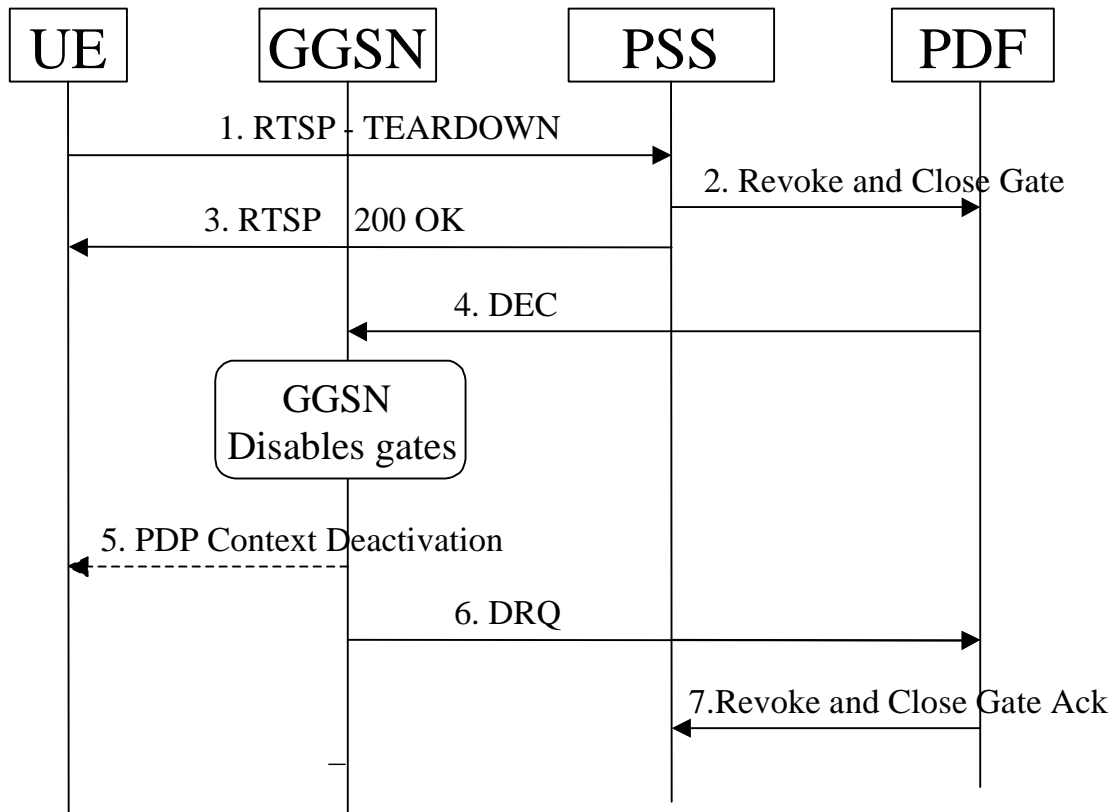 UE
GGSN
PSS
PDF
1. RTSP - TEARDOWN
2. Revoke and Close Gate
3. RTSP 200 OK
4. DEC
GGSN
Disables gates
5. PDP Context Deactivation
6. DRQ
7.Revoke and Close Gate Ack